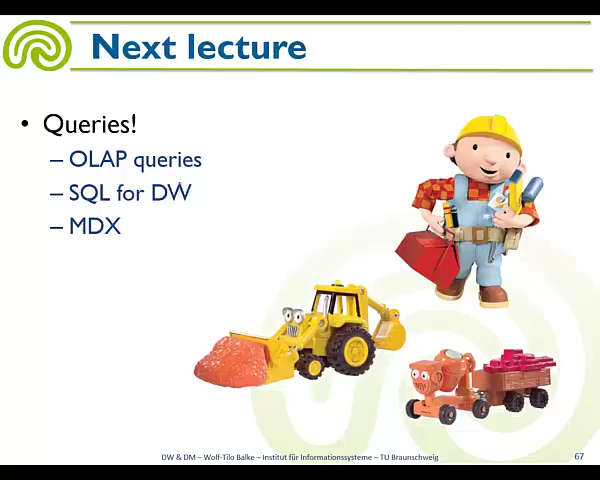 Next lecture
• Queries!
– OLAP queries
– SQL for DW
– MDX
DW & DM – Wolf-Tilo Balke – Institut für Informationssysteme – TU Braunschweig
67